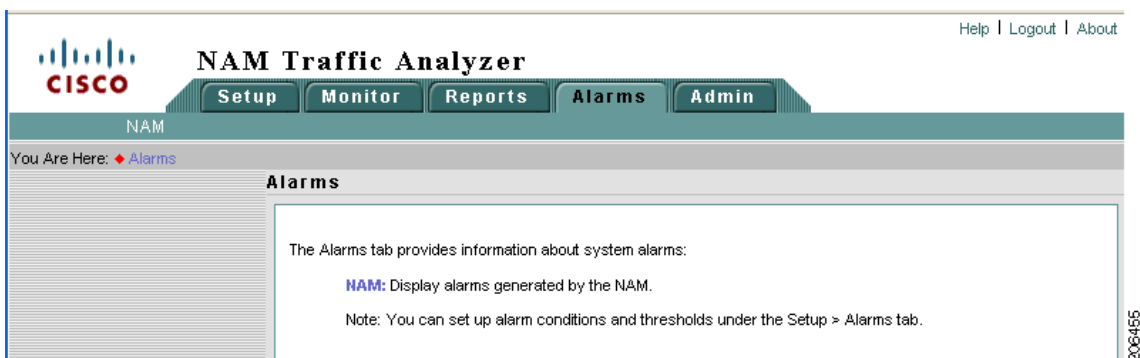 Help | Logout | About
CISCO
NAM Traffic Analyzer
Setup Monitor Reports Alarms Admin
NAM
You Are Here: ◆ Alarms
Alarms
The Alarms tab provides information about system alarms:
NAM: Display alarms generated by the NAM.
Note: You can set up alarm conditions and thresholds under the Setup > Alarms tab.
206455